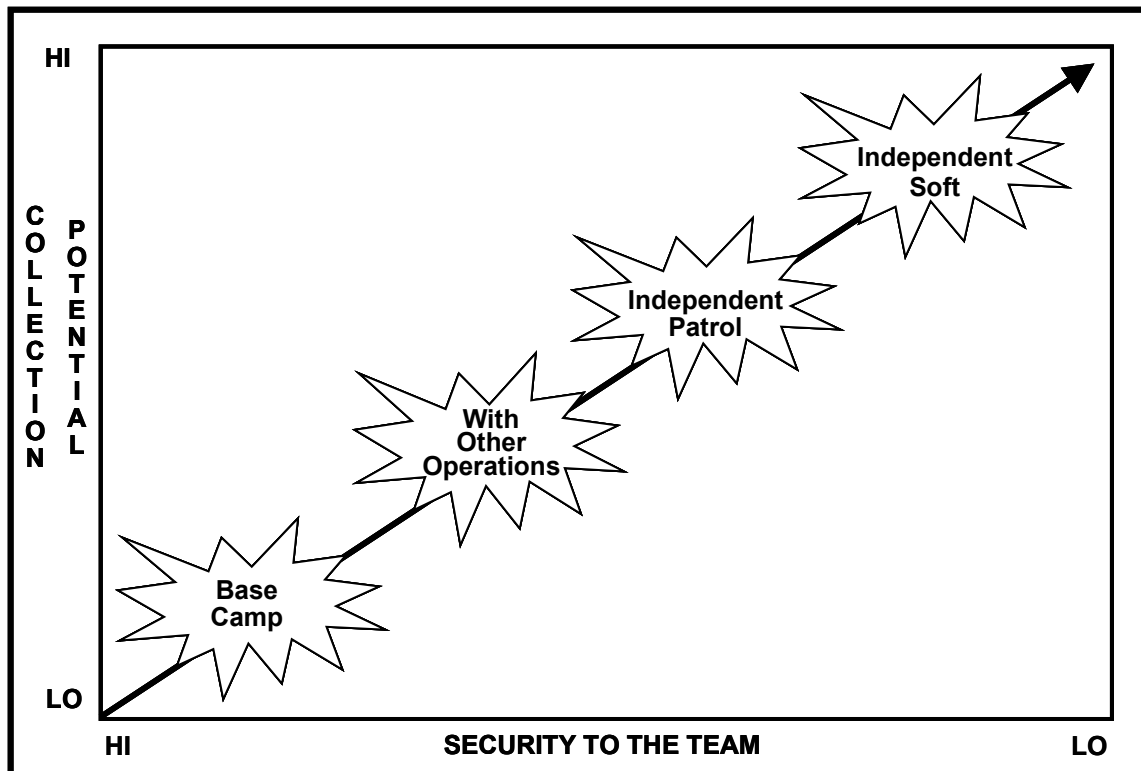 HI
COLLECTION
POTENTIAL
LO
Independent
Soft
Independent
Patrol
With
Other
Operations
Base
Camp
HI
SECURITY TO THE TEAM
LO